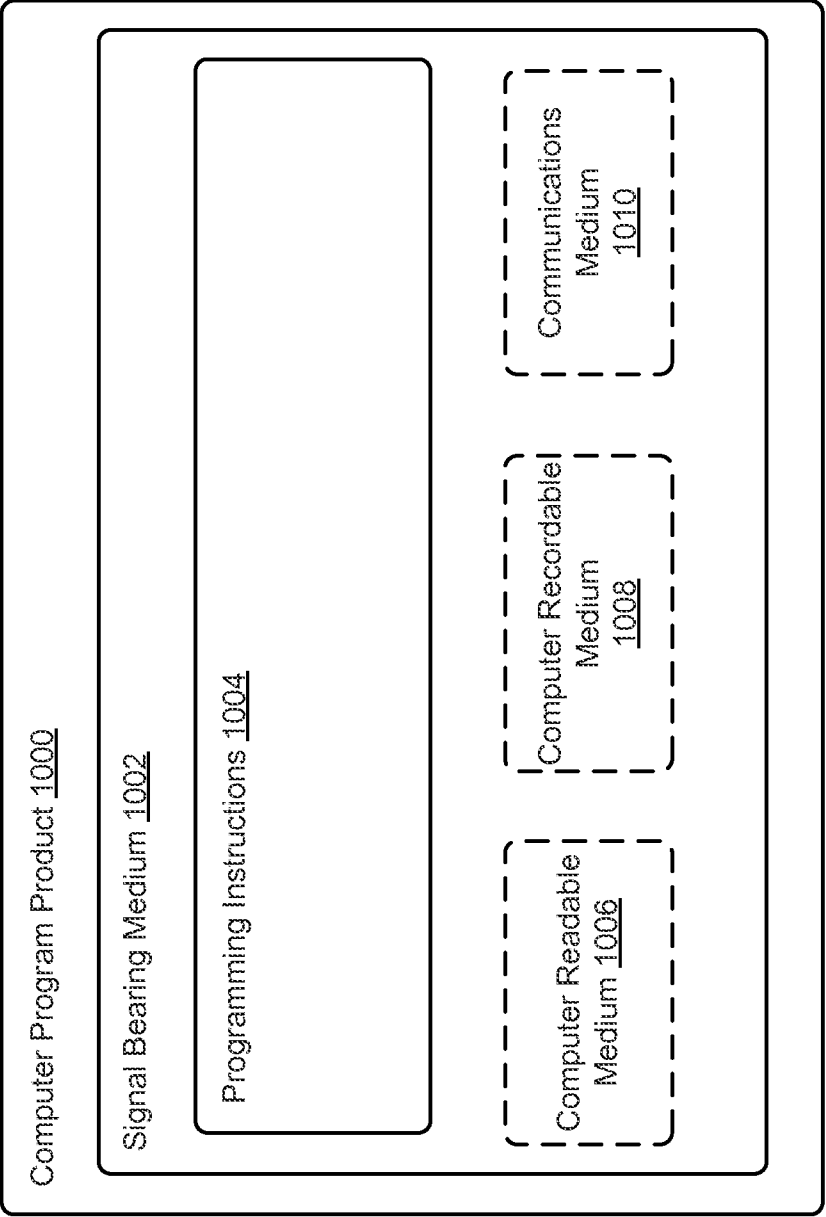 Computer Program Product 1000
Signal Bearing Medium 1002
Programming Instructions 1004
Computer Readable
Medium 1006
Computer Recordable
Medium
1008
Communications
Medium
1010